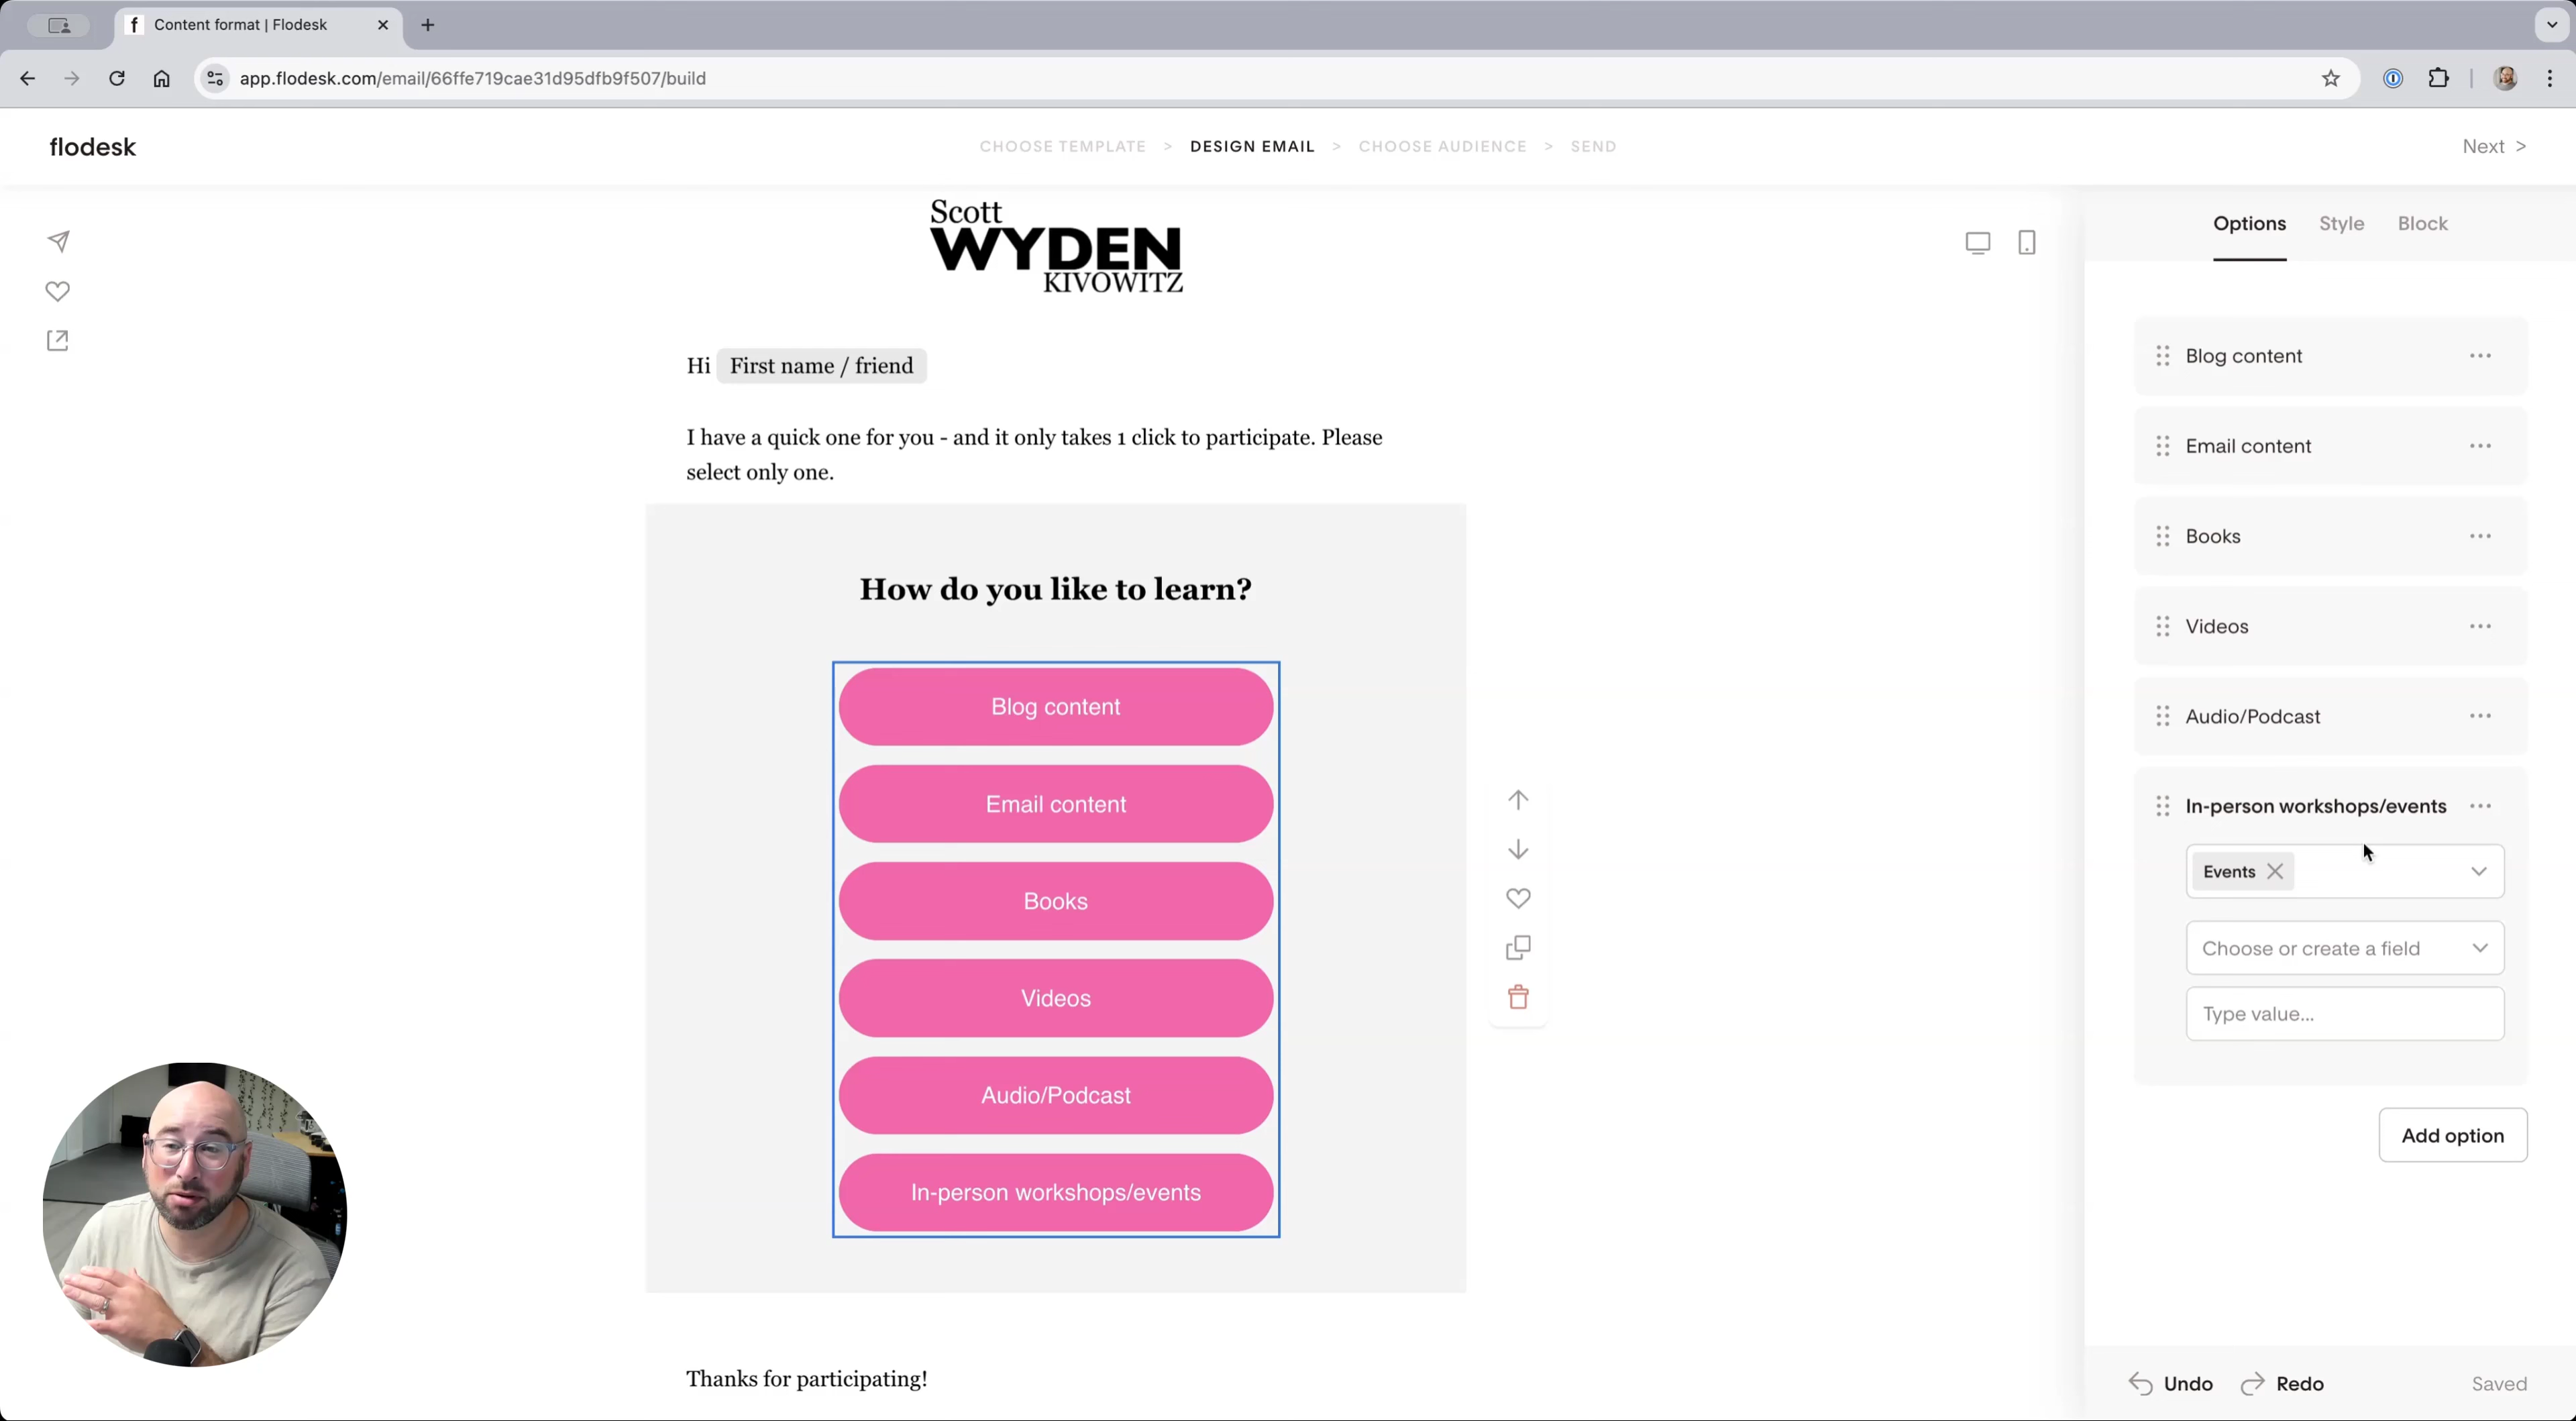 Content format | Flodesk
app.flodesk.com/email/66ffe719cae31d95dfb9f507/build
flodesk
CHOOSE TEMPLATE > DESIGN EMAIL > CHOOSE AUDIENCE > SEND
Next >
Scott
WYDEN
KIVOWITZ
Hi First name / friend
I have a quick one for you - and it only takes 1 click to participate. Please
select only one.
How do you like to learn?
Blog content
Email content
Books
Videos
Audio/Podcast
In-person workshops/events
Thanks for participating!
Options Style Block
Blog content
Email content
Books
Videos
Audio/Podcast
In-person workshops/events
Events
Choose or create a field
Type value...
Add option
Undo Redo Saved